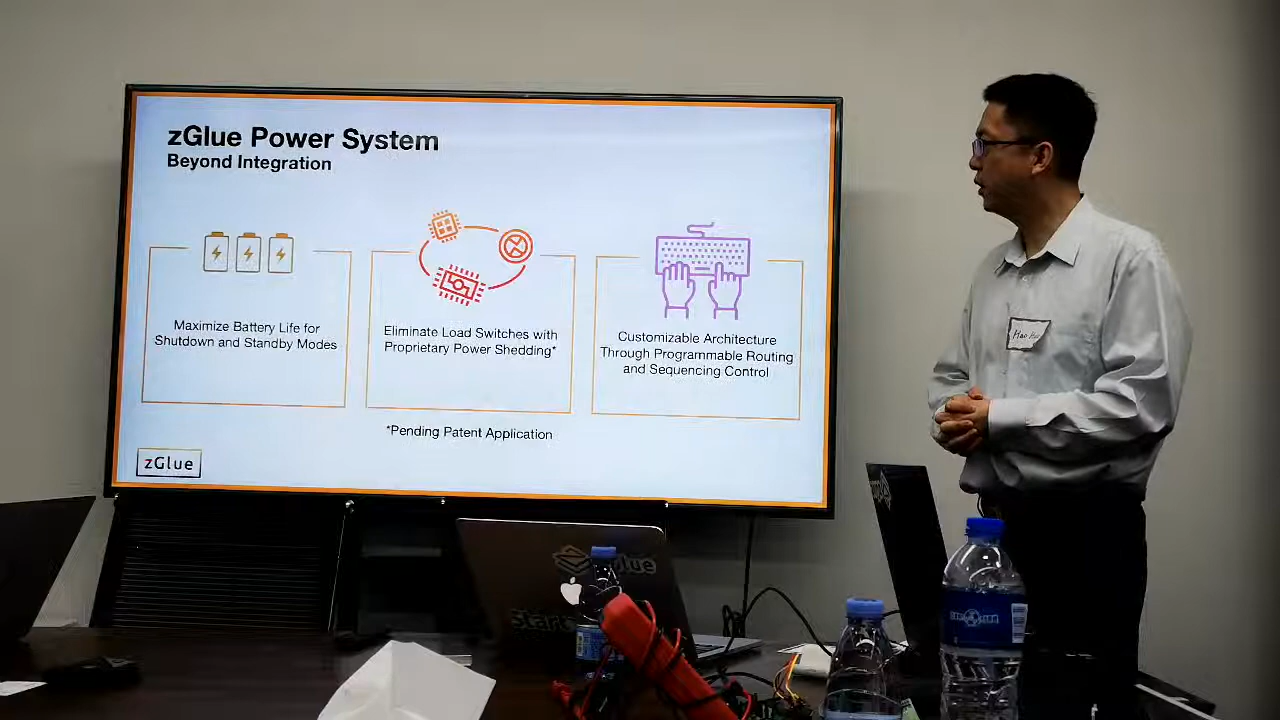 zGlue Power System
Beyond Integration
Maximize Battery Life for
Shutdown and Standby Modes
Eliminate Load Switches with
Proprietary Power Shedding*
Customizable Architecture
Through Programmable Routing
and Sequencing Control
*Pending Patent Application
zGlue